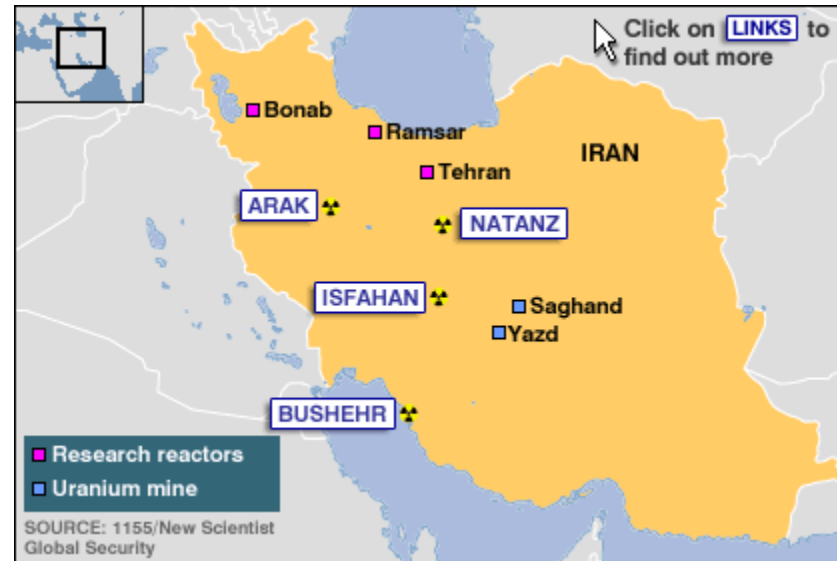 Click on LINKS to
find out more
Bonab
Ramsar
IRAN
Tehran
ARAK
NATANZ
ISFAHAN
Saghand
Yazd
BUSHEHR
Research reactors
Uranium mine
SOURCE: 1155/New Scientist
Global Security